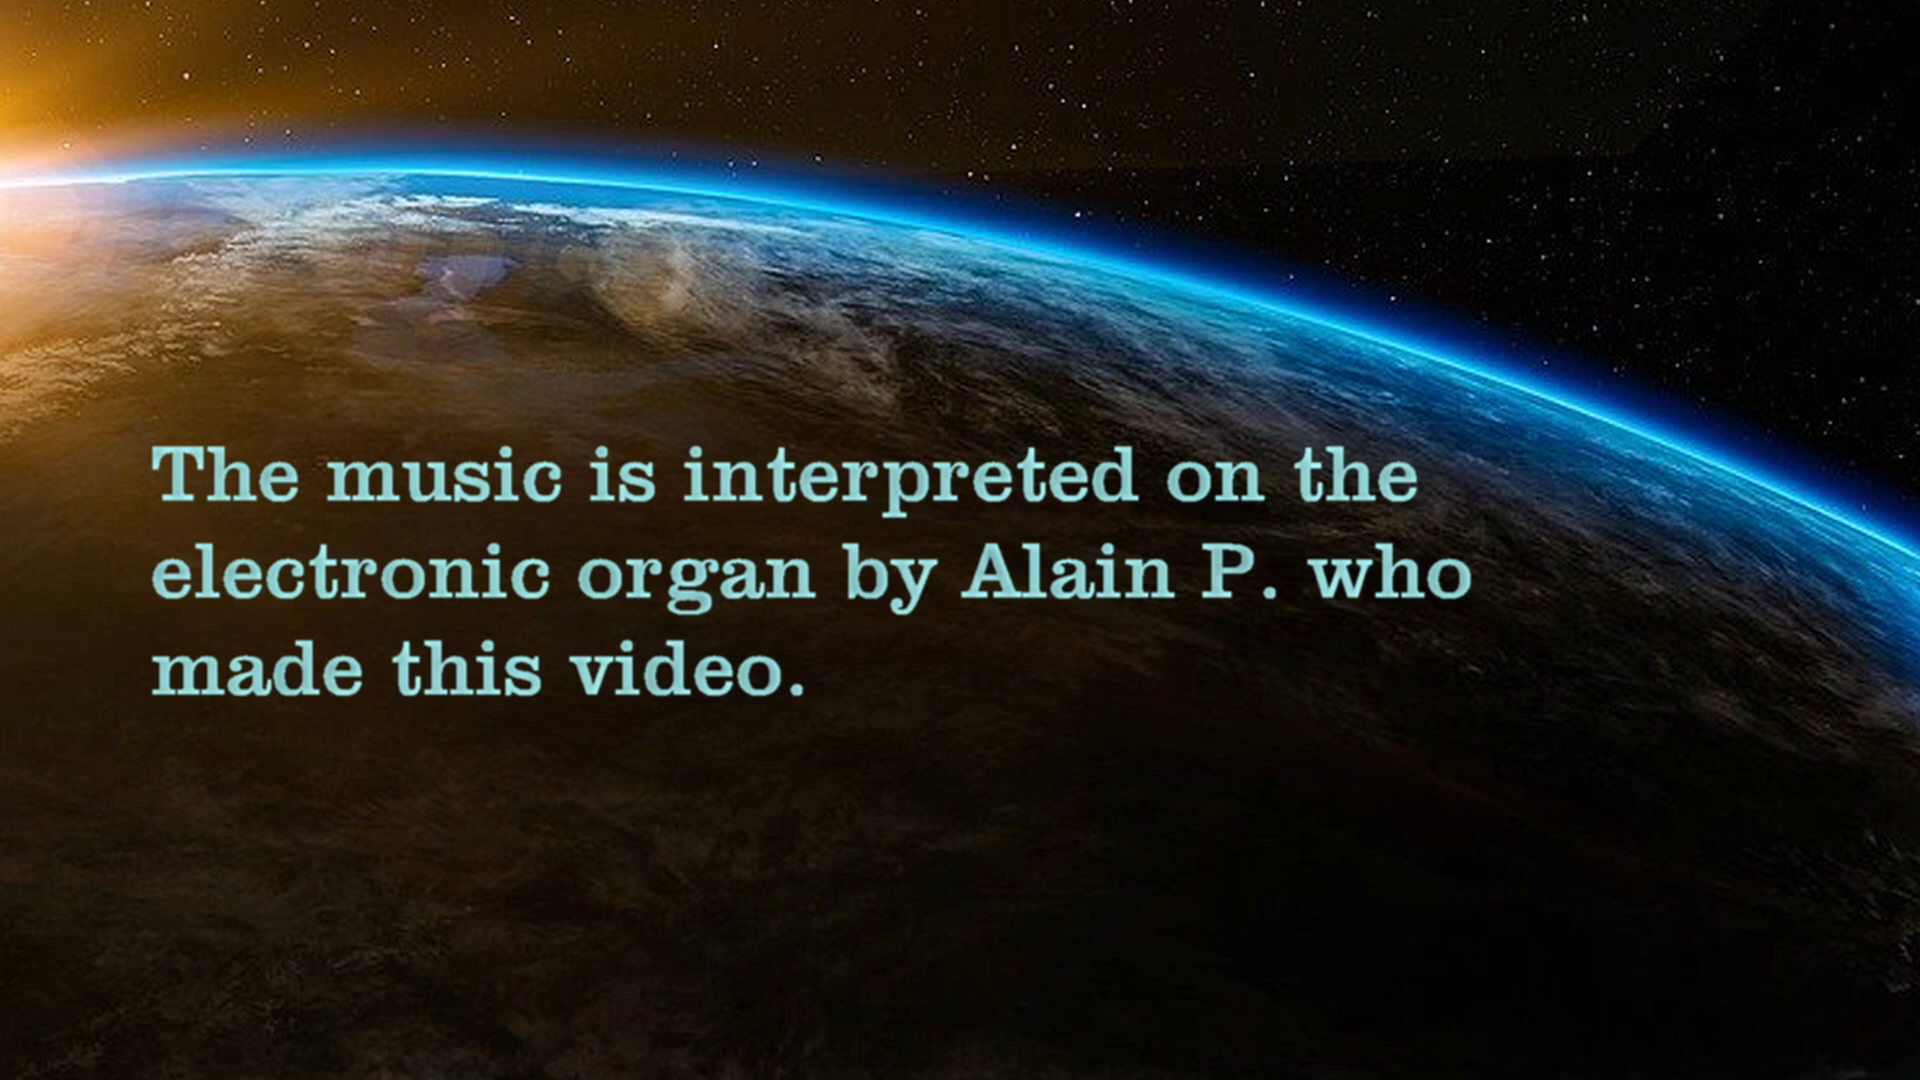 The music is interpreted on the
electronic organ by Alain P. who
made this video.